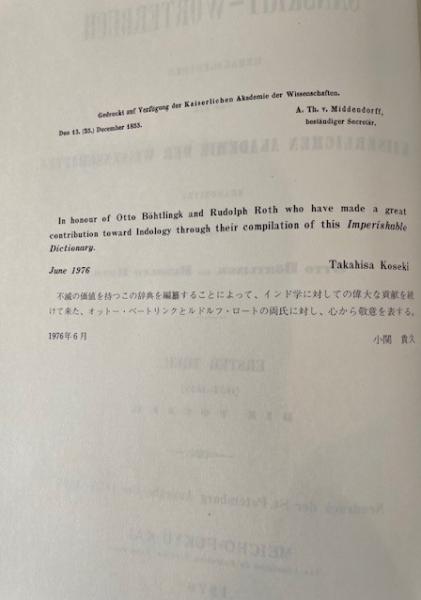 Gedruckt auf Verfügung der Kaiserlichen Akademie der Wissenschaften.
Den 13. (25.) December 1853.
A. Th. v. Middendorff,
beständiger Secretär.
In honour of Otto Böhtlingk and Rudolph Roth who have made a great
contribution toward Indology through their compilation of this Imperishable
Dictionary.
June 1976
Takahisa Koseki
不滅の価値を持つこの辞典を編纂することによって、インド学に対しての偉大な貢献を続
けて来た、オットー・ベートリンクとルドルフ・ロートの両氏に対し、心から敬意を表する。
1976年6月
小関 貴久